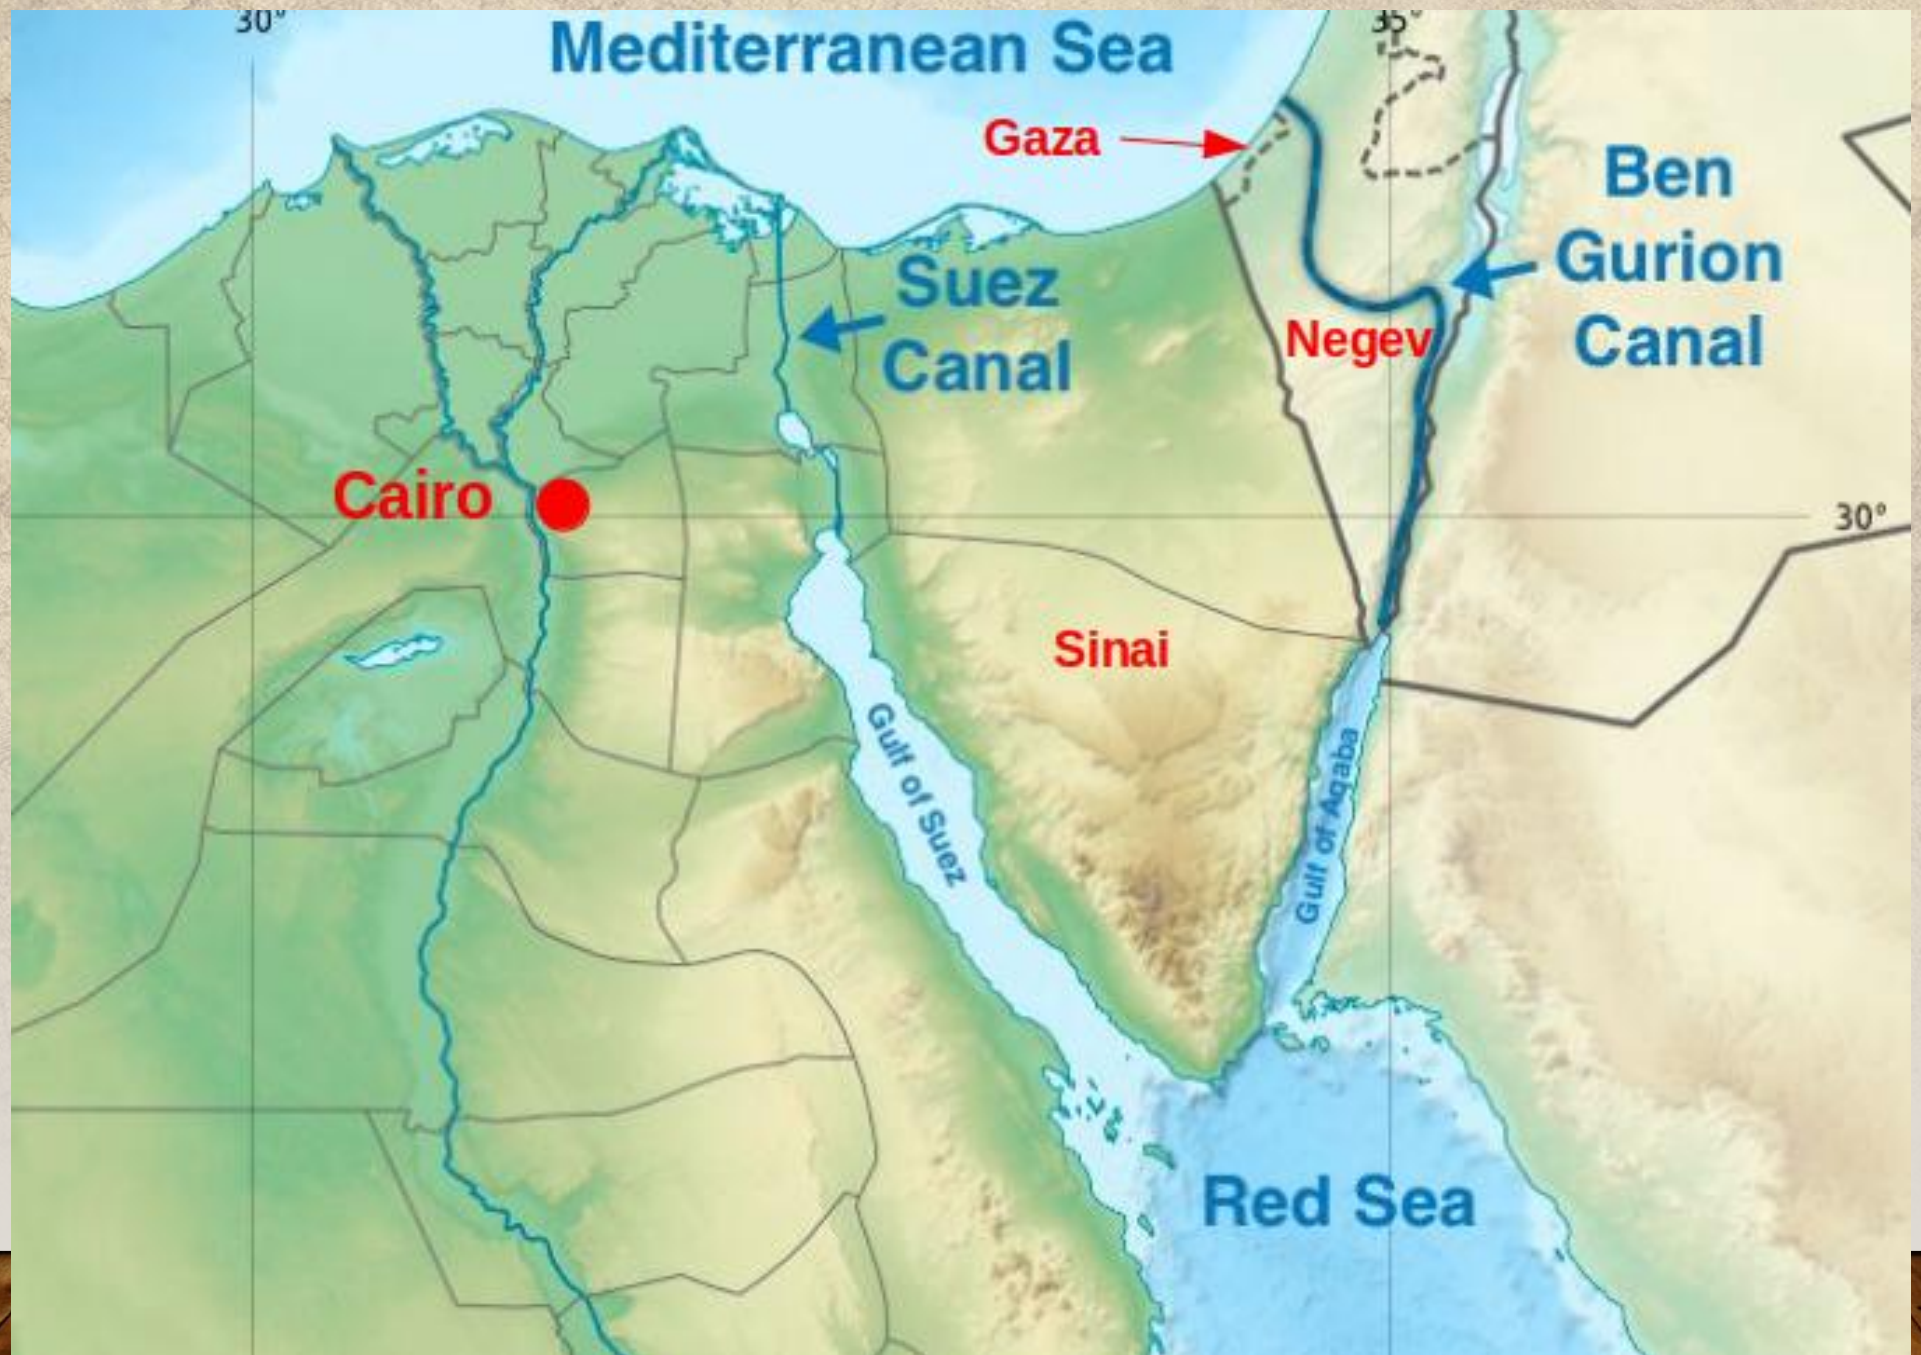 30°
35°
Mediterranean Sea
Gaza
Ben
Gurion
Canal
Suez
Canal
Negev
Cairo
30°
Sinai
Gulf of Suez
Gulf of Aqaba
Red Sea